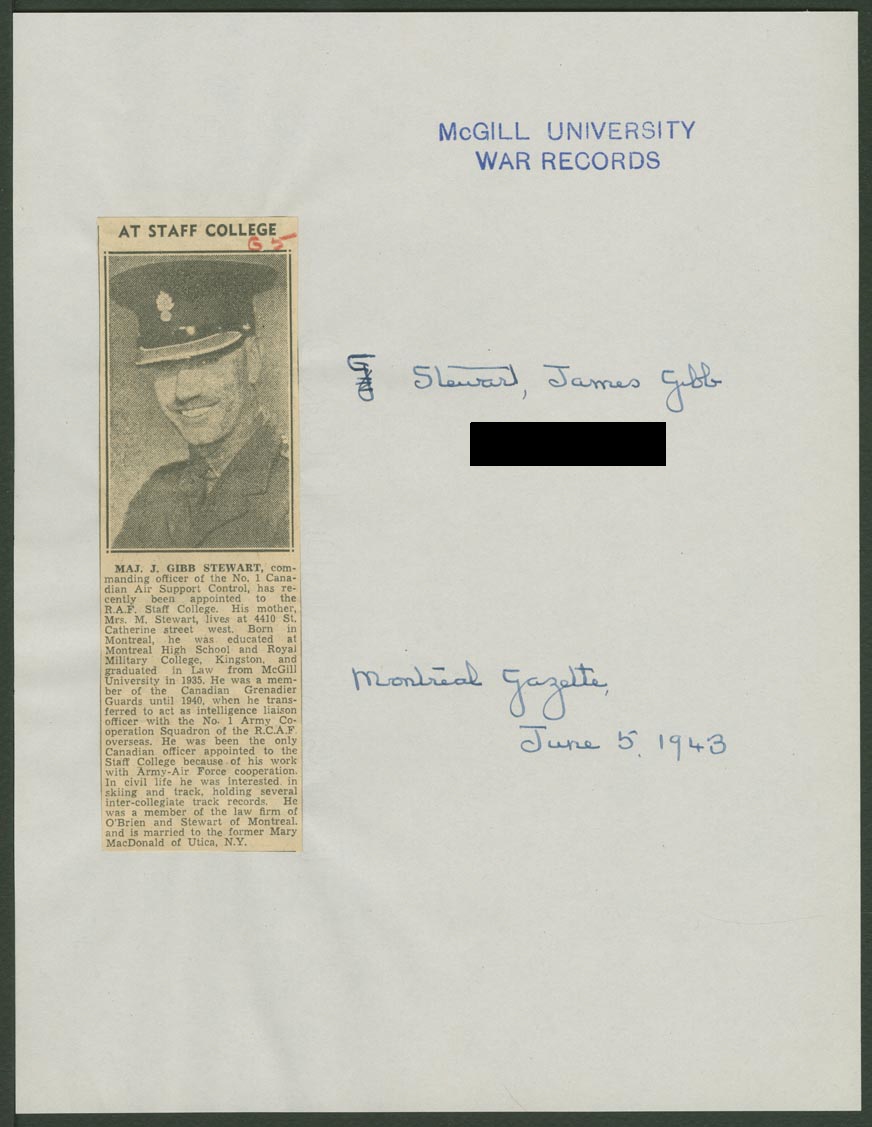 McGILL UNIVERSITY
WAR RECORDS
AT STAFF COLLEGE
G 5
Stewart, James Gibb
MAJ. J. GIBB STEWART, com-
manding officer of the No. 1 Cana-
dian Air Support Control, has re-
cently been appointed to the
R.A.F. Staff College. His mother,
Mrs. M. Stewart, lives at 4410 St.
Catherine street west. Born in
Montreal, he was educated at
Montreal High School and Royal
Military College, Kingston, and
graduated in Law from McGill
University in 1935. He was a mem-
ber of the Canadian Grenadier
Guards until 1940, when he trans-
ferred to act as intelligence liaison
officer with the No. 1 Army Co-
operation Squadron of the R.C.A.F.
overseas. He was been the only
Canadian officer appointed to the
Staff College because of his work
with Army-Air Force cooperation.
In civil life he was interested in
skiing and track, holding several
inter-collegiate track records. He
was a member of the law firm of
O'Brien and Stewart of Montreal,
and is married to the former Mary
MacDonald of Utica, N.Y.
Montreal Gazette,
June 5, 1943